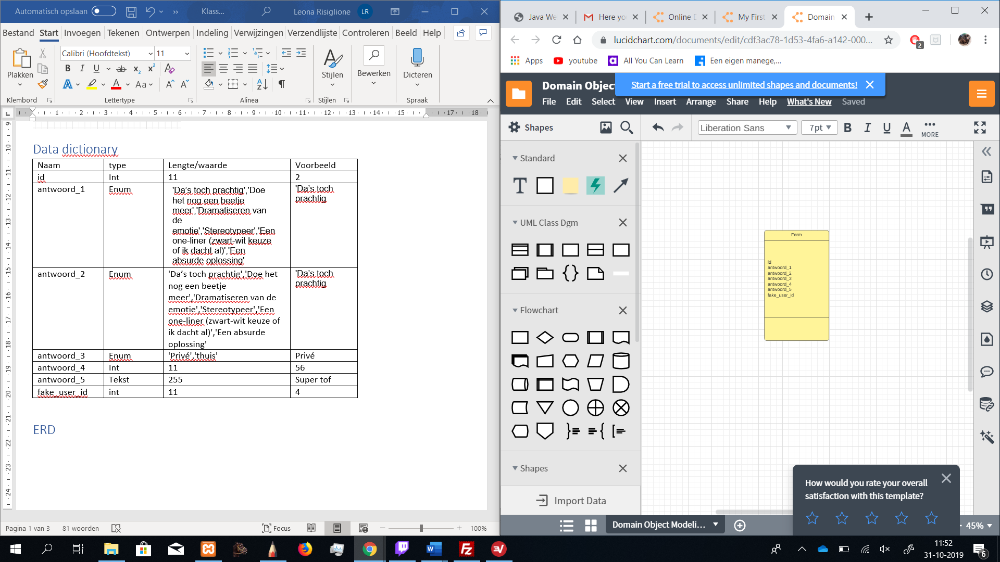 Automatisch opslaan
Klass...
Leona Risiglione
LR
Bestand Start Invoegen Tekenen Ontwerpen Indeling Verwijzingen Verzendlijste Controleren Beeld Help
Plakken
Calibri (Hoofdtekst) 11
Stijlen
Bewerken
Dicteren
Klembord Lettertype Alinea Stijlen Spraak
Data dictionary
Naam type Lengte/waarde Voorbeeld
id Int 11 2
antwoord_1 Enum 'Da's toch prachtig','Doe 'Da's toch
het nog een beetje prachtig
meer','Dramatiseren van
de
emotie','Stereotypeer','Een
one-liner (zwart-wit keuze
of ik dacht al)','Een
absurde oplossing'
antwoord_2 Enum 'Da's toch prachtig','Doe het 'Da's toch
nog een beetje prachtig
meer','Dramatiseren van de
emotie','Stereotypeer','Een
one-liner (zwart-wit keuze of
ik dacht al)','Een absurde
oplossing'
antwoord_3 Enum 'Privé','thuis' Privé
antwoord_4 Int 11 56
antwoord_5 Tekst 255 Super tof
fake_user_id int 11 4
ERD
Pagina 1 van 3 81 woorden Focus 100%
Java We
Here yo
Online D
My First
Domain
lucidchart.com/documents/edit/cdf3ac78-1d53-4fa6-a142-000...
2
Apps youtube All You Can Learn Een eigen manege,...
Domain Objec
Start a free trial to access unlimited shapes and documents!
File Edit Select View Insert Arrange Share Help What's New Saved
Shapes
Liberation Sans 7pt B I U A MORE
Standard
UML Class Dgm
Flowchart
Shapes
Import Data
Form
Id
antwoord_1
antwoord_2
antwoord_3
antwoord_4
antwoord_5
fake_user_id
How would you rate your overall
satisfaction with this template?
Domain Object Modeli...
45%
11:52
31-10-2019
6